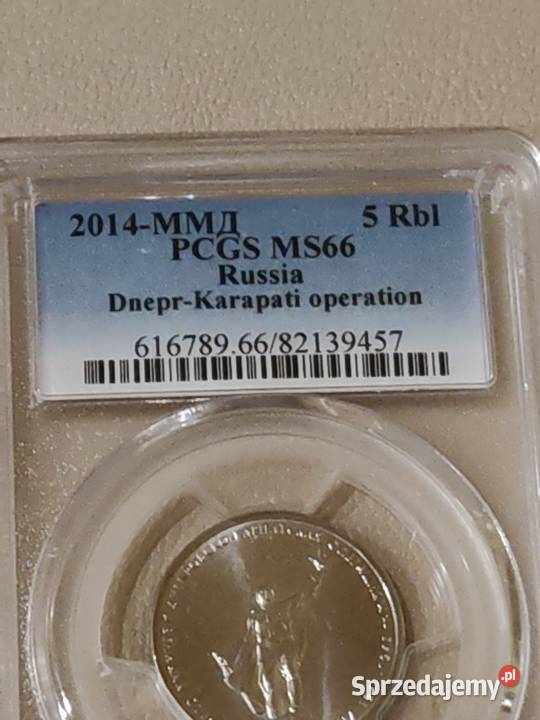 2014-ММД 5 Rbl
PCGS MS66
Russia
Dnepr-Karapati operation
616789.66/82139457
Sprzedajemy.pl